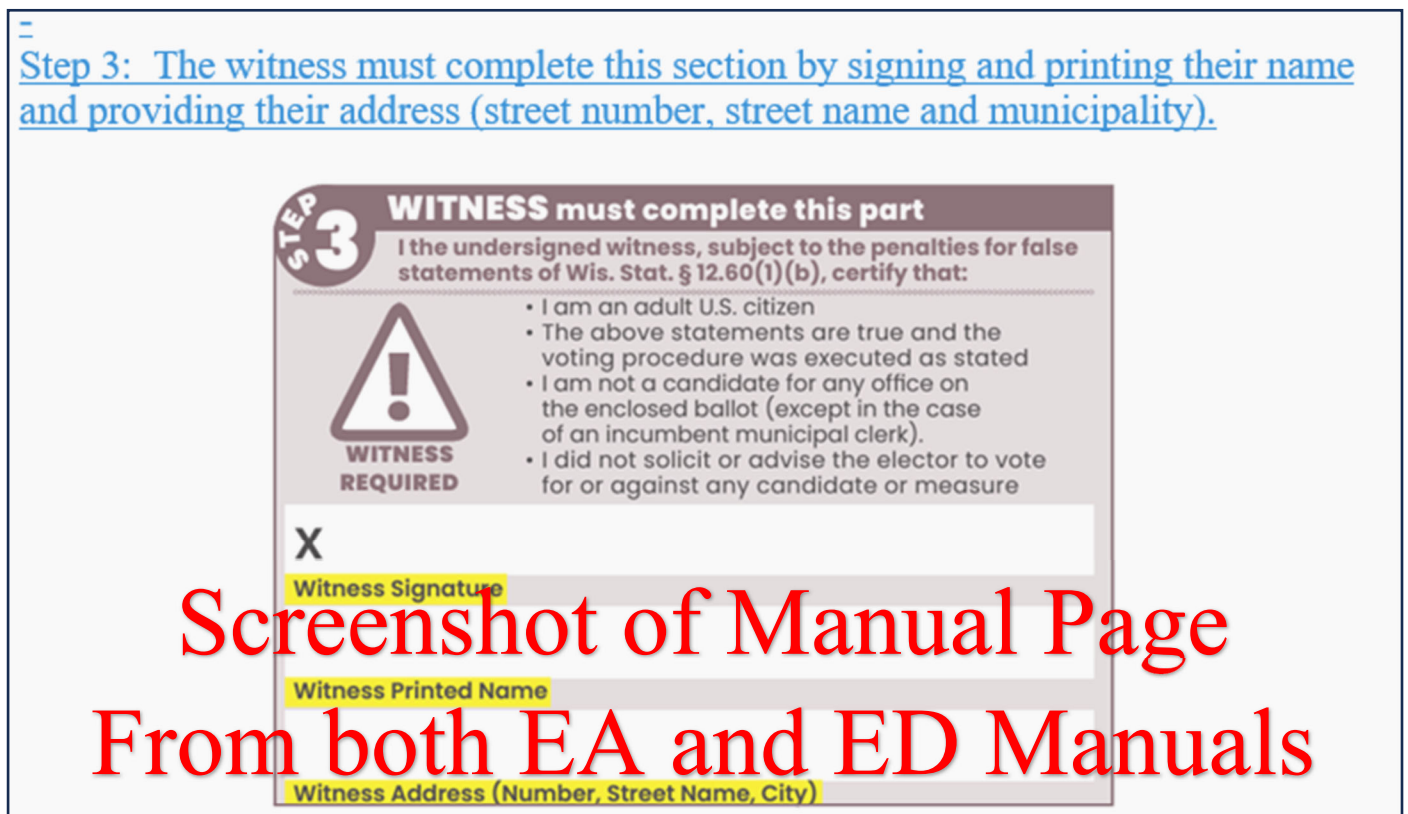 Step 3: The witness must complete this section by signing and printing their name
and providing their address (street number, street name and municipality).
STEP 3
WITNESS must complete this part
I the undersigned witness, subject to the penalties for false
statements of Wis. Stat. § 12.60(1)(b), certify that:
• I am an adult U.S. citizen
• The above statements are true and the
voting procedure was executed as stated
• I am not a candidate for any office on
the enclosed ballot (except in the case
of an incumbent municipal clerk).
• I did not solicit or advise the elector to vote
for or against any candidate or measure
WITNESS
REQUIRED
X
Witness Signature
Screenshot of Manual Page
Witness Printed Name
From both EA and ED Manuals
Witness Address (Number, Street Name, City)